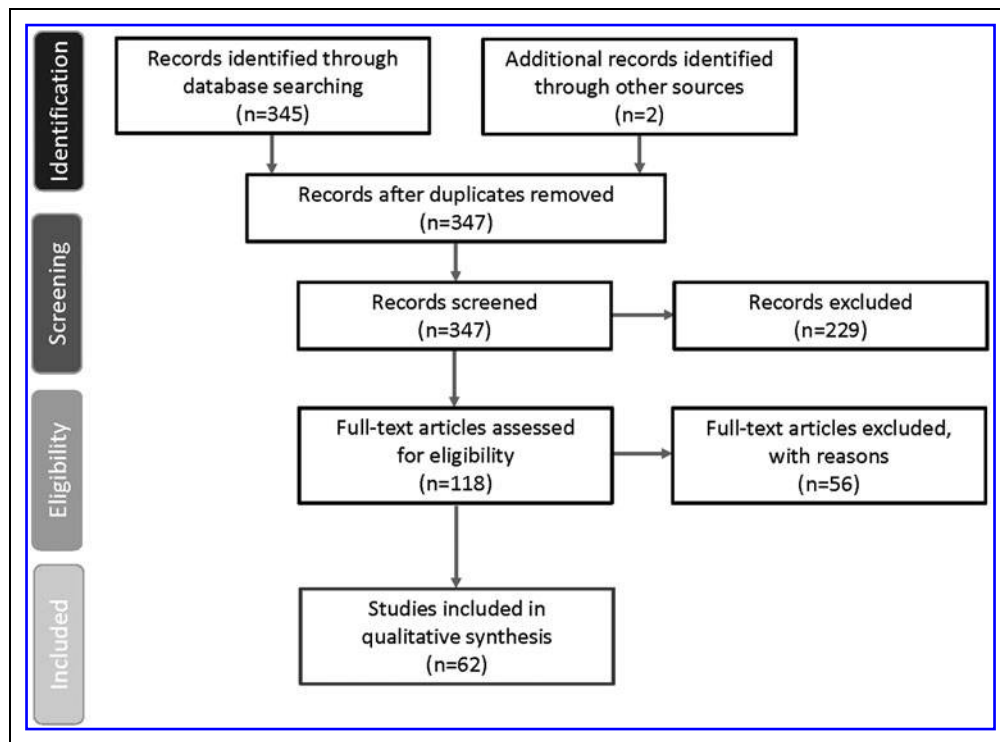 Identification
Records identified through
database searching
(n=345)
Additional records identified
through other sources
(n=2)
Records after duplicates removed
(n=347)
Screening
Records screened
(n=347)
Records excluded
(n=229)
Eligibility
Full-text articles assessed
for eligibility
(n=118)
Full-text articles excluded,
with reasons
(n=56)
Included
Studies included in
qualitative synthesis
(n=62)